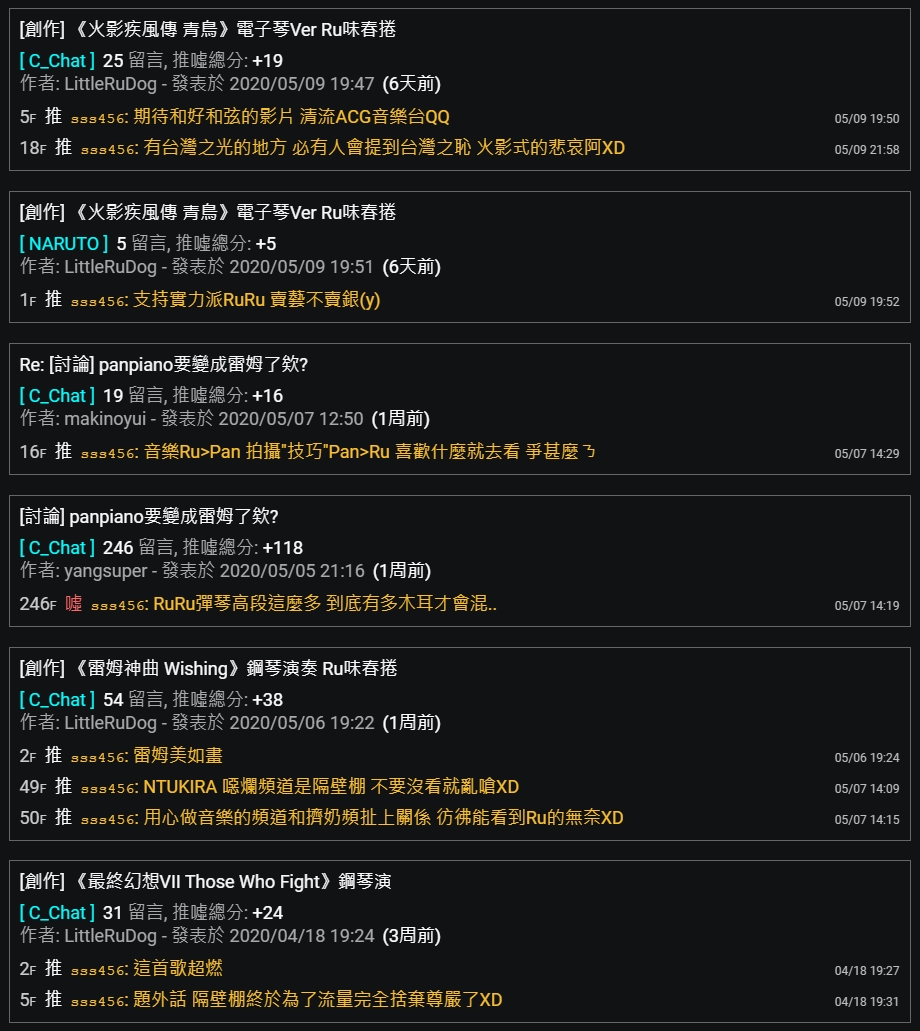 [創作] 《火影疾風傳 青鳥》電子琴Ver Ru味春捲
[ C_Chat ] 25 留言, 推噓總分: +19
作者: LittleRuDog - 發表於 2020/05/09 19:47 (6天前)
5F 推 sss456: 期待和好和弦的影片 清流ACG音樂台QQ 05/09 19:50
18F 推 sss456: 有台灣之光的地方 必有人會提到台灣之恥 火影式的悲哀阿XD 05/09 21:58
[創作] 《火影疾風傳 青鳥》電子琴Ver Ru味春捲
[ NARUTO ] 5 留言, 推噓總分: +5
作者: LittleRuDog - 發表於 2020/05/09 19:51 (6天前)
1F 推 sss456: 支持實力派RuRu 賣藝不賣銀(y) 05/09 19:52
Re: [討論] panpiano要變成雷姆了欸?
[ C_Chat ] 19 留言, 推噓總分: +16
作者: makinoyui - 發表於 2020/05/07 12:50 (1周前)
16F 推 sss456: 音樂Ru>Pan 拍攝"技巧"Pan>Ru 喜歡什麼就去看 爭甚麼ㄋ 05/07 14:29
[討論] panpiano要變成雷姆了欸?
[ C_Chat ] 246 留言, 推噓總分: +118
作者: yangsuper - 發表於 2020/05/05 21:16 (1周前)
246F 噓 sss456: RuRu彈琴高段這麼多 到底有多木耳才會混.. 05/07 14:19
[創作] 《雷姆神曲 Wishing》鋼琴演奏 Ru味春捲
[ C_Chat ] 54 留言, 推噓總分: +38
作者: LittleRuDog - 發表於 2020/05/06 19:22 (1周前)
2F 推 sss456: 雷姆美如畫 05/06 19:24
49F 推 sss456: NTUKIRA 噁爛頻道是隔壁棚 不要沒看就亂嗆XD 05/07 14:09
50F 推 sss456: 用心做音樂的頻道和擠奶頻扯上關係 彷彿能看到Ru的無奈XD 05/07 14:15
[創作] 《最終幻想VII Those Who Fight》鋼琴演
[ C_Chat ] 31 留言, 推噓總分: +24
作者: LittleRuDog - 發表於 2020/04/18 19:24 (3周前)
2F 推 sss456: 這首歌超燃 04/18 19:27
5F 推 sss456: 題外話 隔壁棚終於為了流量完全捨棄尊嚴了XD 04/18 19:31